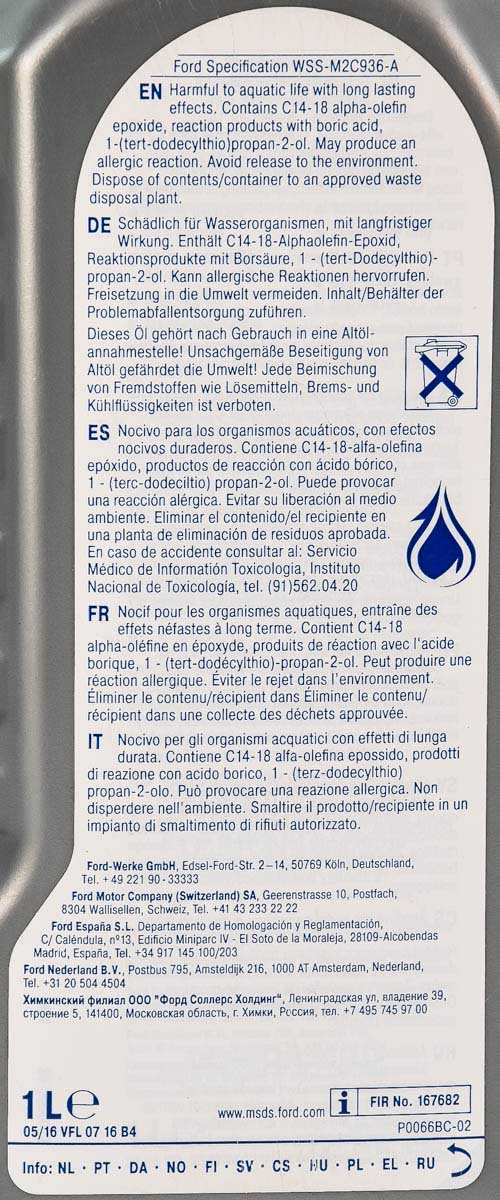 Ford Specification WSS-M2C936-A
EN Harmful to aquatic life with long lasting
effects. Contains C14-18 alpha-olefin
epoxide, reaction products with boric acid,
1-(tert-dodecylthio)propan-2-ol. May produce an
allergic reaction. Avoid release to the environment.
Dispose of contents/container to an approved waste
disposal plant.
DE Schädlich für Wasserorganismen, mit langfristiger
Wirkung. Enthält C14-18-Alphaolefin-Epoxid,
Reaktionsprodukte mit Borsäure, 1 - (tert-Dodecylthio)-
propan-2-ol. Kann allergische Reaktionen hervorrufen.
Freisetzung in die Umwelt vermeiden. Inhalt/Behälter der
Problemabfallentsorgung zuführen.
Dieses Öl gehört nach Gebrauch in eine Altöl-
annahmestelle! Unsachgemäße Beseitigung von
Altöl gefährdet die Umwelt! Jede Beimischung
von Fremdstoffen wie Lösemitteln, Brems- und
Kühlflüssigkeiten ist verboten.
ES Nocivo para los organismos acuáticos, con efectos
nocivos duraderos. Contiene C14-18-alfa-olefina
epóxido, productos de reacción con ácido bórico,
1 - (terc-dodeciltio) propan-2-ol. Puede provocar
una reacción alérgica. Evitar su liberación al medio
ambiente. Eliminar el contenido/el recipiente en
una planta de eliminación de residuos aprobada.
En caso de accidente consultar al: Servicio
Médico de Informatión Toxicologia, Instituto
Nacional de Toxicología, tel. (91)562.04.20
FR Nocif pour les organismes aquatiques, entraîne des
effets néfastes à long terme. Contient C14-18
alpha-oléfine en époxyde, produits de réaction avec l'acide
borique, 1 - (tert-dodécylthio)-propan-2-ol. Peut produire une
réaction allergique. Éviter le rejet dans l'environnement.
Éliminer le contenu/récipient dans Éliminer le contenu/
récipient dans une collecte des déchets approuvée.
IT Nocivo per gli organismi acquatici con effetti di lunga
durata. Contiene C14-18 alfa-olefina epossido, prodotti
di reazione con acido borico, 1 - (terz-dodecylthio)
propan-2-olo. Può provocare una reazione allergica. Non
disperdere nell'ambiente. Smaltire il prodotto/recipiente in un
impianto di smaltimento di rifiuti autorizzato.
Ford-Werke GmbH, Edsel-Ford-Str. 2–14, 50769 Köln, Deutschland,
Tel. + 49 221 90 - 33333
Ford Motor Company (Switzerland) SA, Geerenstrasse 10, Postfach,
8304 Wallisellen, Schweiz, Tel. +41 43 233 22 22
Ford España S.L. Departamento de Homologación y Reglamentación,
C/ Caléndula, nº13, Edificio Miniparc IV - El Soto de la Moraleja, 28109-Alcobendas
Madrid, España, Tel. +34 917 145 100/203
Ford Nederland B.V., Postbus 795, Amsteldijk 216, 1000 AT Amsterdam, Nederland,
Tel. +31 20 504 4504
Химкинский филиал ООО "Форд Соллерс Холдинг", Ленинградская ул, владение 39,
строение 5, 141400, Московская область, г. Химки, Россия, тел. +7 495 745 97 00
1L℮
05/16 VFL 07 16 B4
www.msds.ford.com i FIR No. 167682
P0066BC-02
Info: NL · PT · DA · NO · FI · SV · CS · HU · PL · EL · RU